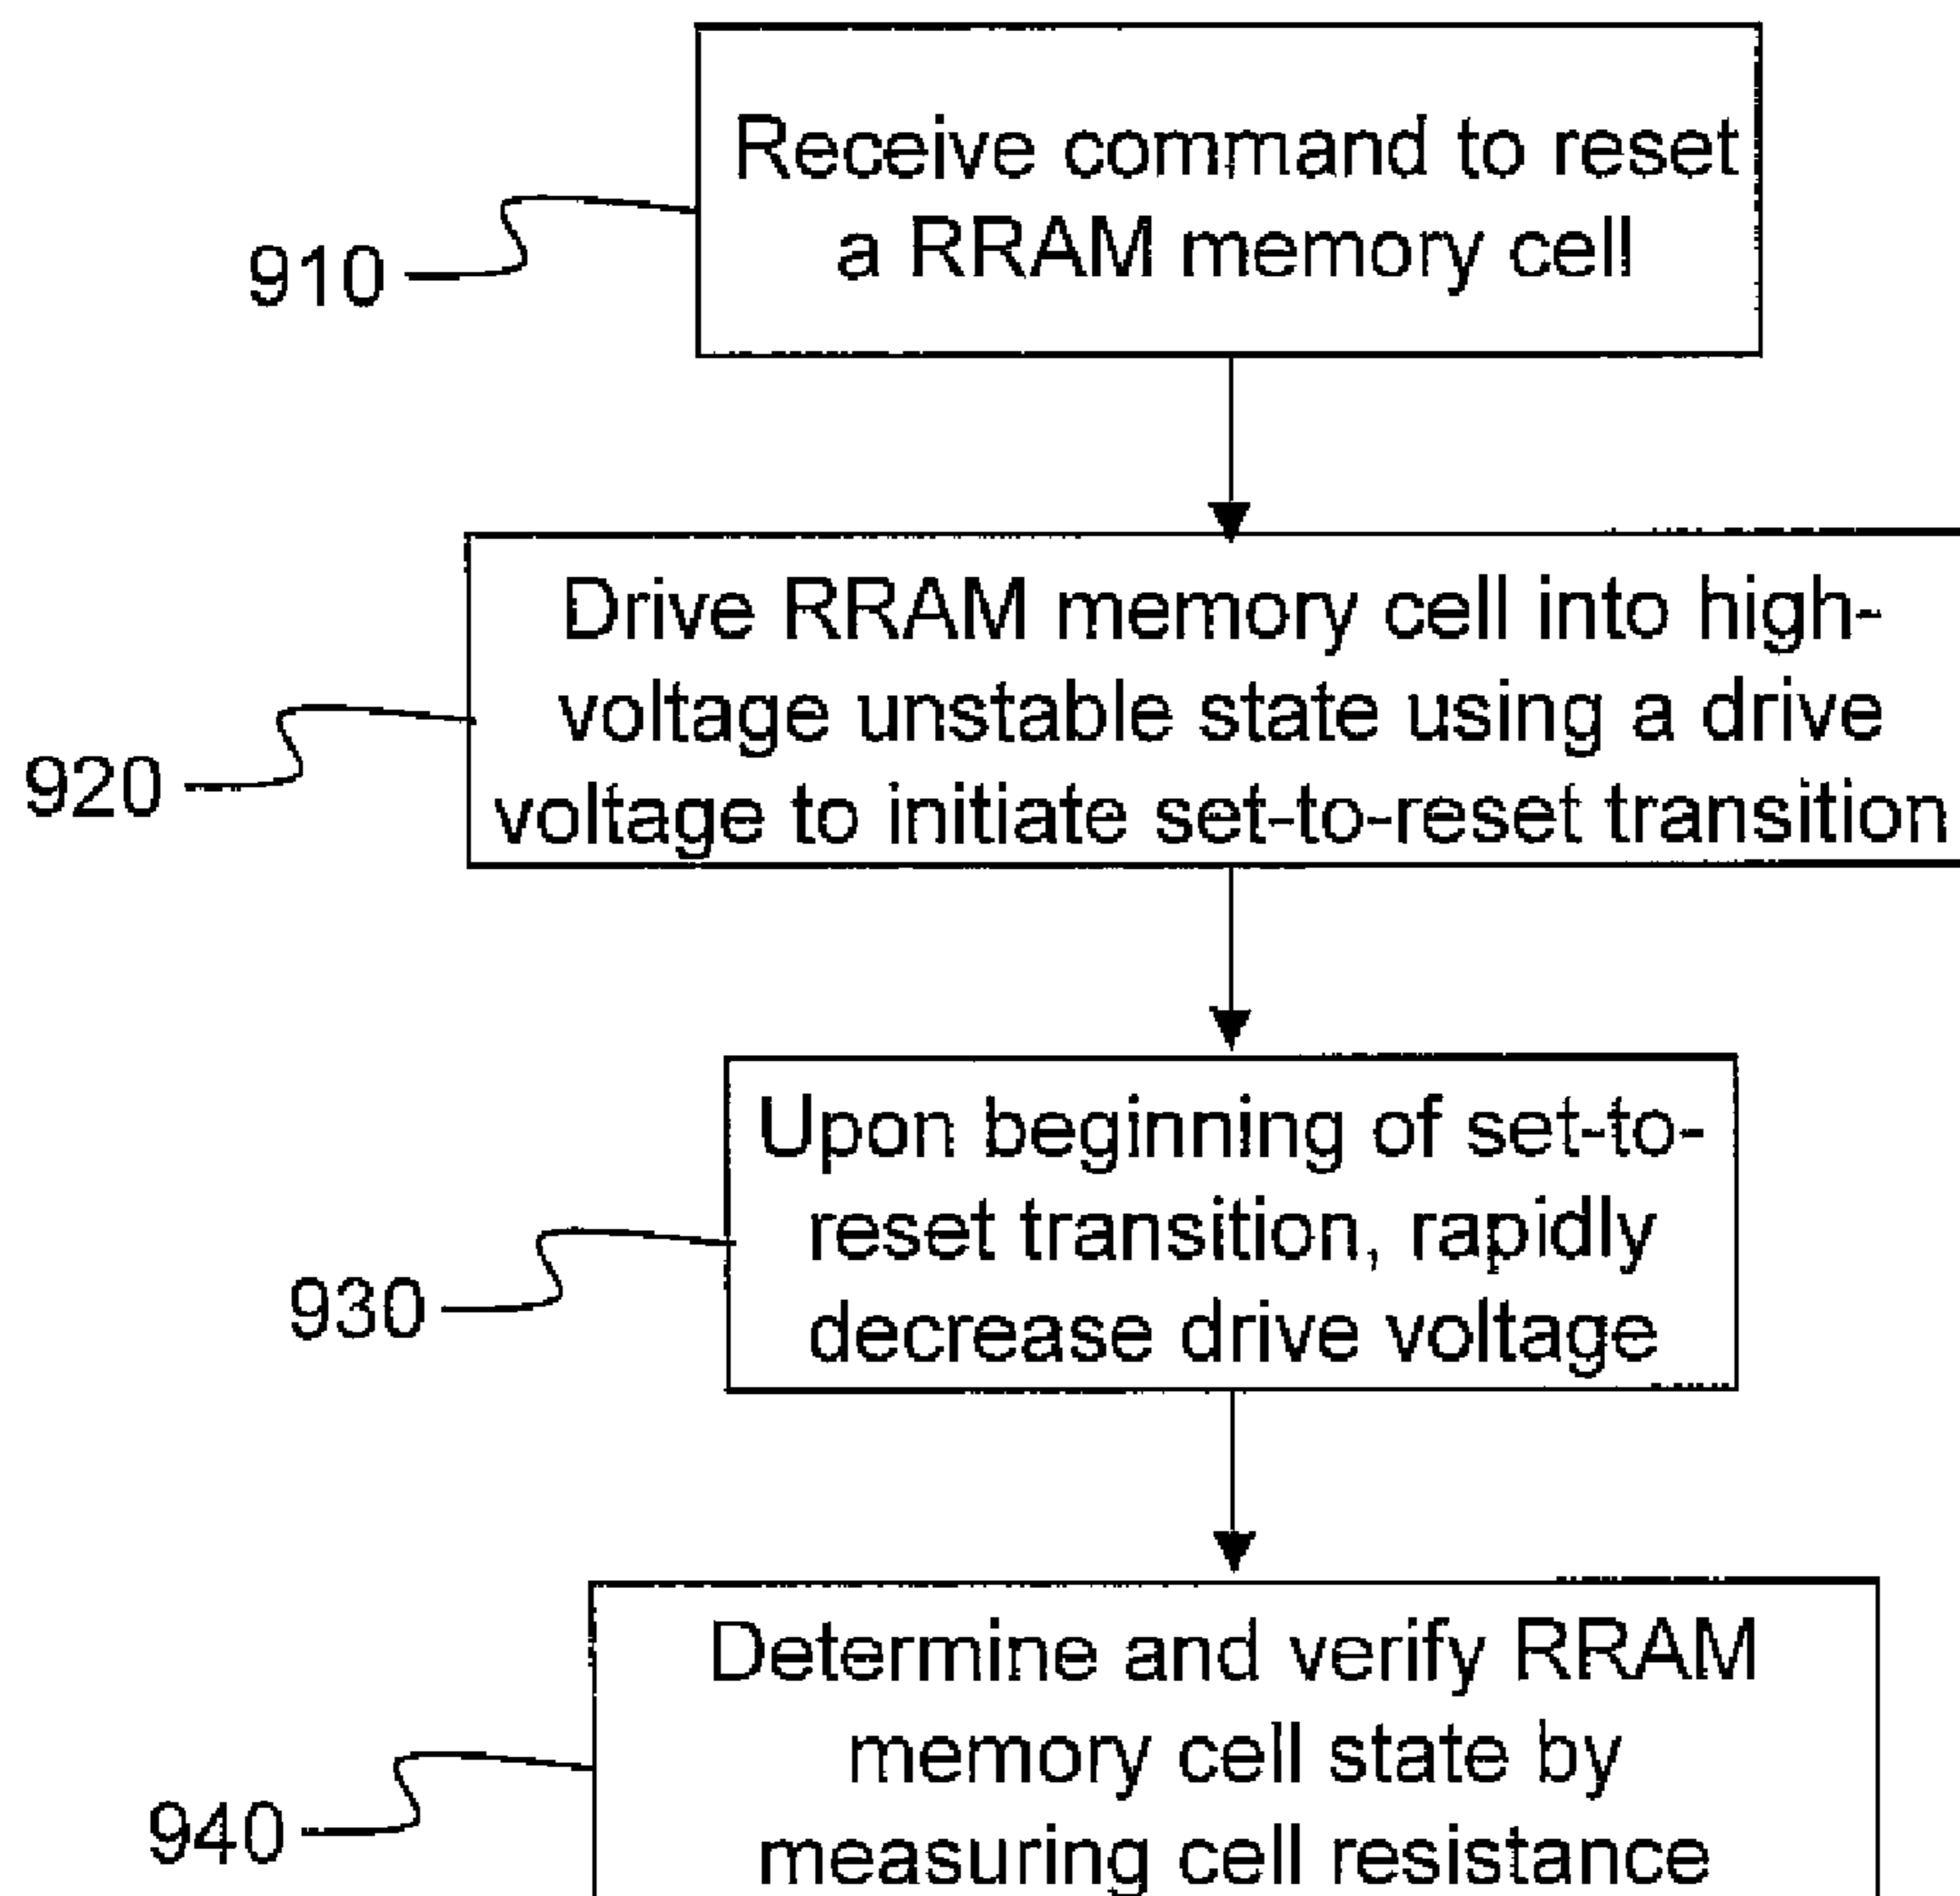 Receive command to reset
a RRAM memory cell
910
Drive RRAM memory cell into high-
voltage unstable state using a drive
voltage to initiate set-to-reset transition
920
Upon beginning of set-to-
reset transition, rapidly
decrease drive voltage
930
Determine and verify RRAM
memory cell state by
measuring cell resistance
940